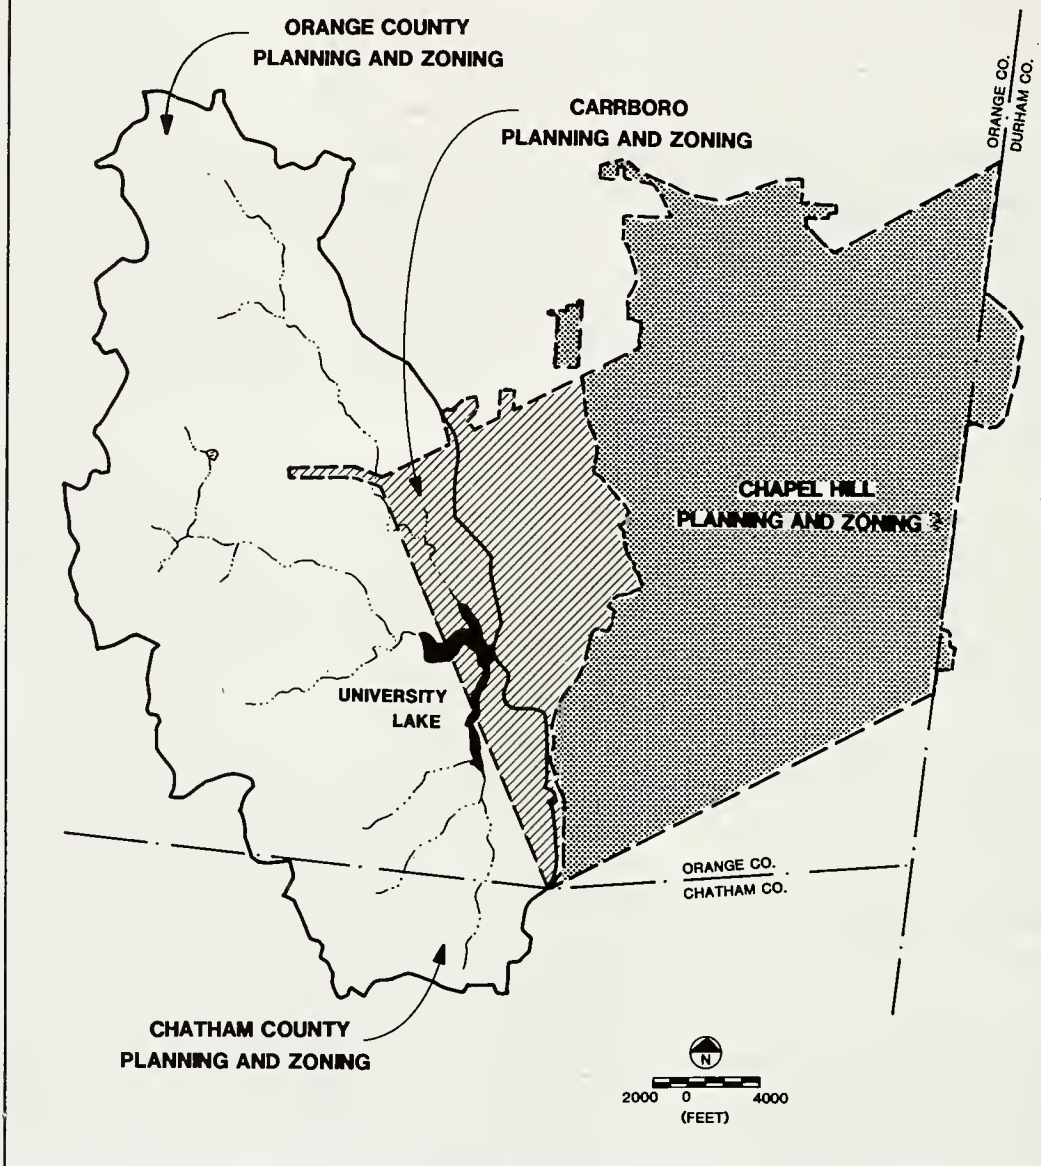 ORANGE COUNTY
PLANNING AND ZONING
CARRBORO
PLANNING AND ZONING
ORANGE CO.
DURHAM CO.
CHAPEL HILL
PLANNING AND ZONING
UNIVERSITY
LAKE
ORANGE CO.
CHATHAM CO.
CHATHAM COUNTY
PLANNING AND ZONING
N
2000 0 4000
(FEET)